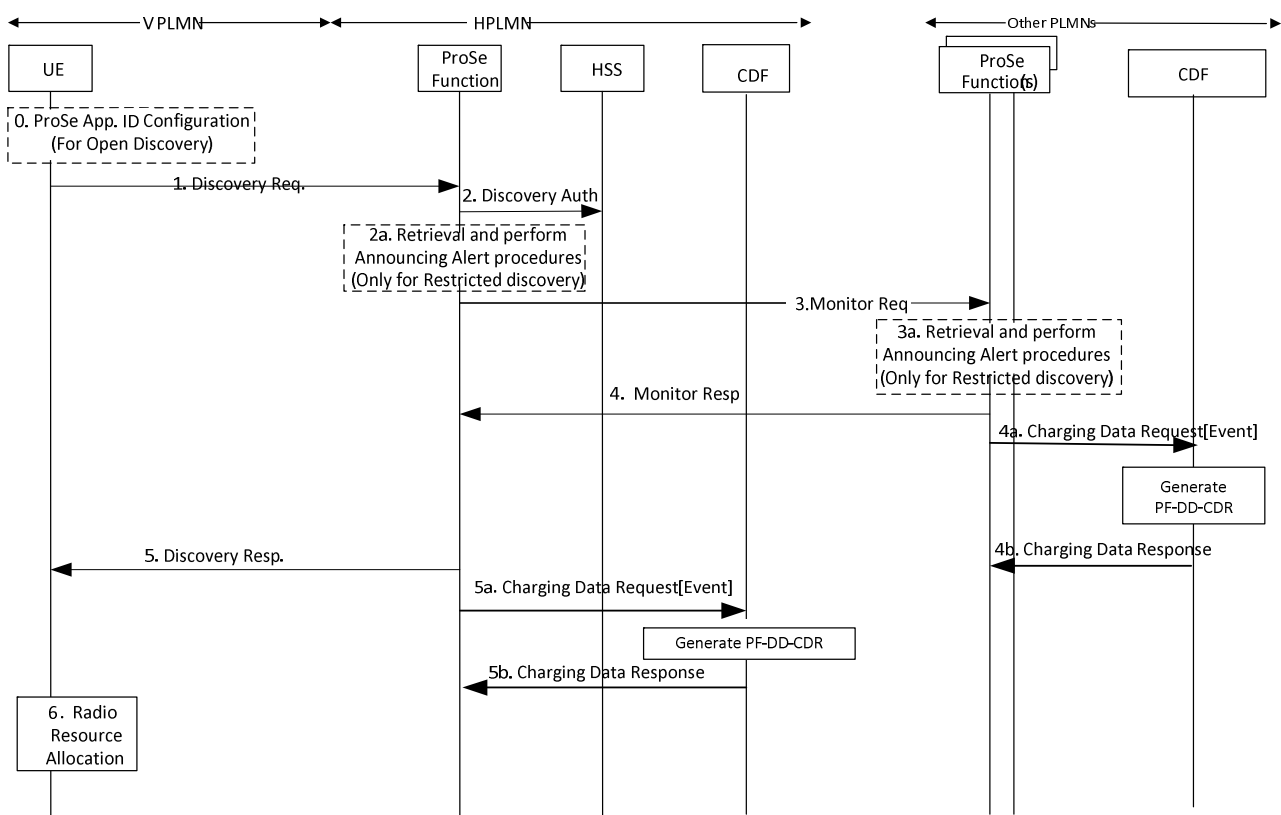 VPLMN
HPLMN
Other PLMNs
UE
ProSe
Function
HSS
CDF
ProSe
Function(s)
CDF
0. ProSe App. ID Configuration
(For Open Discovery)
1. Discovery Req.
2. Discovery Auth
2a. Retrieval and perform
Announcing Alert procedures
(Only for Restricted discovery)
3.Monitor Req
3a. Retrieval and perform
Announcing Alert procedures
(Only for Restricted discovery)
4. Monitor Resp
4a. Charging Data Request[Event]
Generate
PF-DD-CDR
4b. Charging Data Response
5. Discovery Resp.
5a. Charging Data Request[Event]
Generate PF-DD-CDR
5b. Charging Data Response
6. Radio
Resource
Allocation